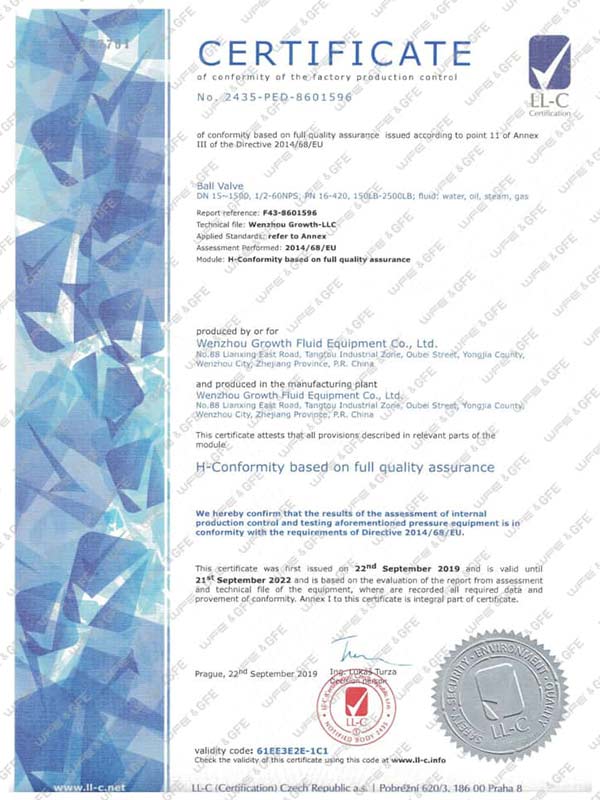 CERTIFICATE
of conformity of the factory production control
No. 2435-PED-8601596
LL-C
Certification
of conformity based on full quality assurance issued according to point 11 of Annex
III of the Directive 2014/68/EU
Ball Valve
DN 15~1500, 1/2-60NPS, PN 16-420, 150LB-2500LB; fluid: water, oil, steam, gas
Report reference: F43-8601596
Technical file: Wenzhou Growth-LLC
Applied Standards: refer to Annex
Assessment Performed: 2014/68/EU
Module: H-Conformity based on full quality assurance
produced by or for
Wenzhou Growth Fluid Equipment Co., Ltd.
No.88 Lianxing East Road, Tangtou Industrial Zone, Oubei Street, Yongjia County,
Wenzhou City, Zhejiang Province, P.R. China
and produced in the manufacturing plant
Wenzhou Growth Fluid Equipment Co., Ltd.
No.88 Lianxing East Road, Tangtou Industrial Zone, Oubei Street, Yongjia County,
Wenzhou City, Zhejiang Province, P.R. China
This certificate attests that all provisions described in relevant parts of the
module
H-Conformity based on full quality assurance
We hereby confirm that the results of the assessment of internal
production control and testing aforementioned pressure equipment is in
conformity with the requirements of Directive 2014/68/EU.
This certificate was first issued on 22nd September 2019 and is valid until
21st September 2022 and is based on the evaluation of the report from assessment
and technical file of the equipment, where are recorded all required data and
provement of conformity. Annex I to this certificate is integral part of certificate.
Prague, 22nd September 2019
Ing. Lukáš Turza
Decision person
LL-C
NOTIFIED BODY 2435
SAFETY·SECURITY·ENVIRONMENT·QUALITY
LL-C
validity code: 61EE3E2E-1C1
Check the validity of this certificate using this code at www.ll-c.info
www.ll-c.net
LL-C (Certification) Czech Republic a.s. | Pobřežní 620/3, 186 00 Praha 8
WFE & GFE